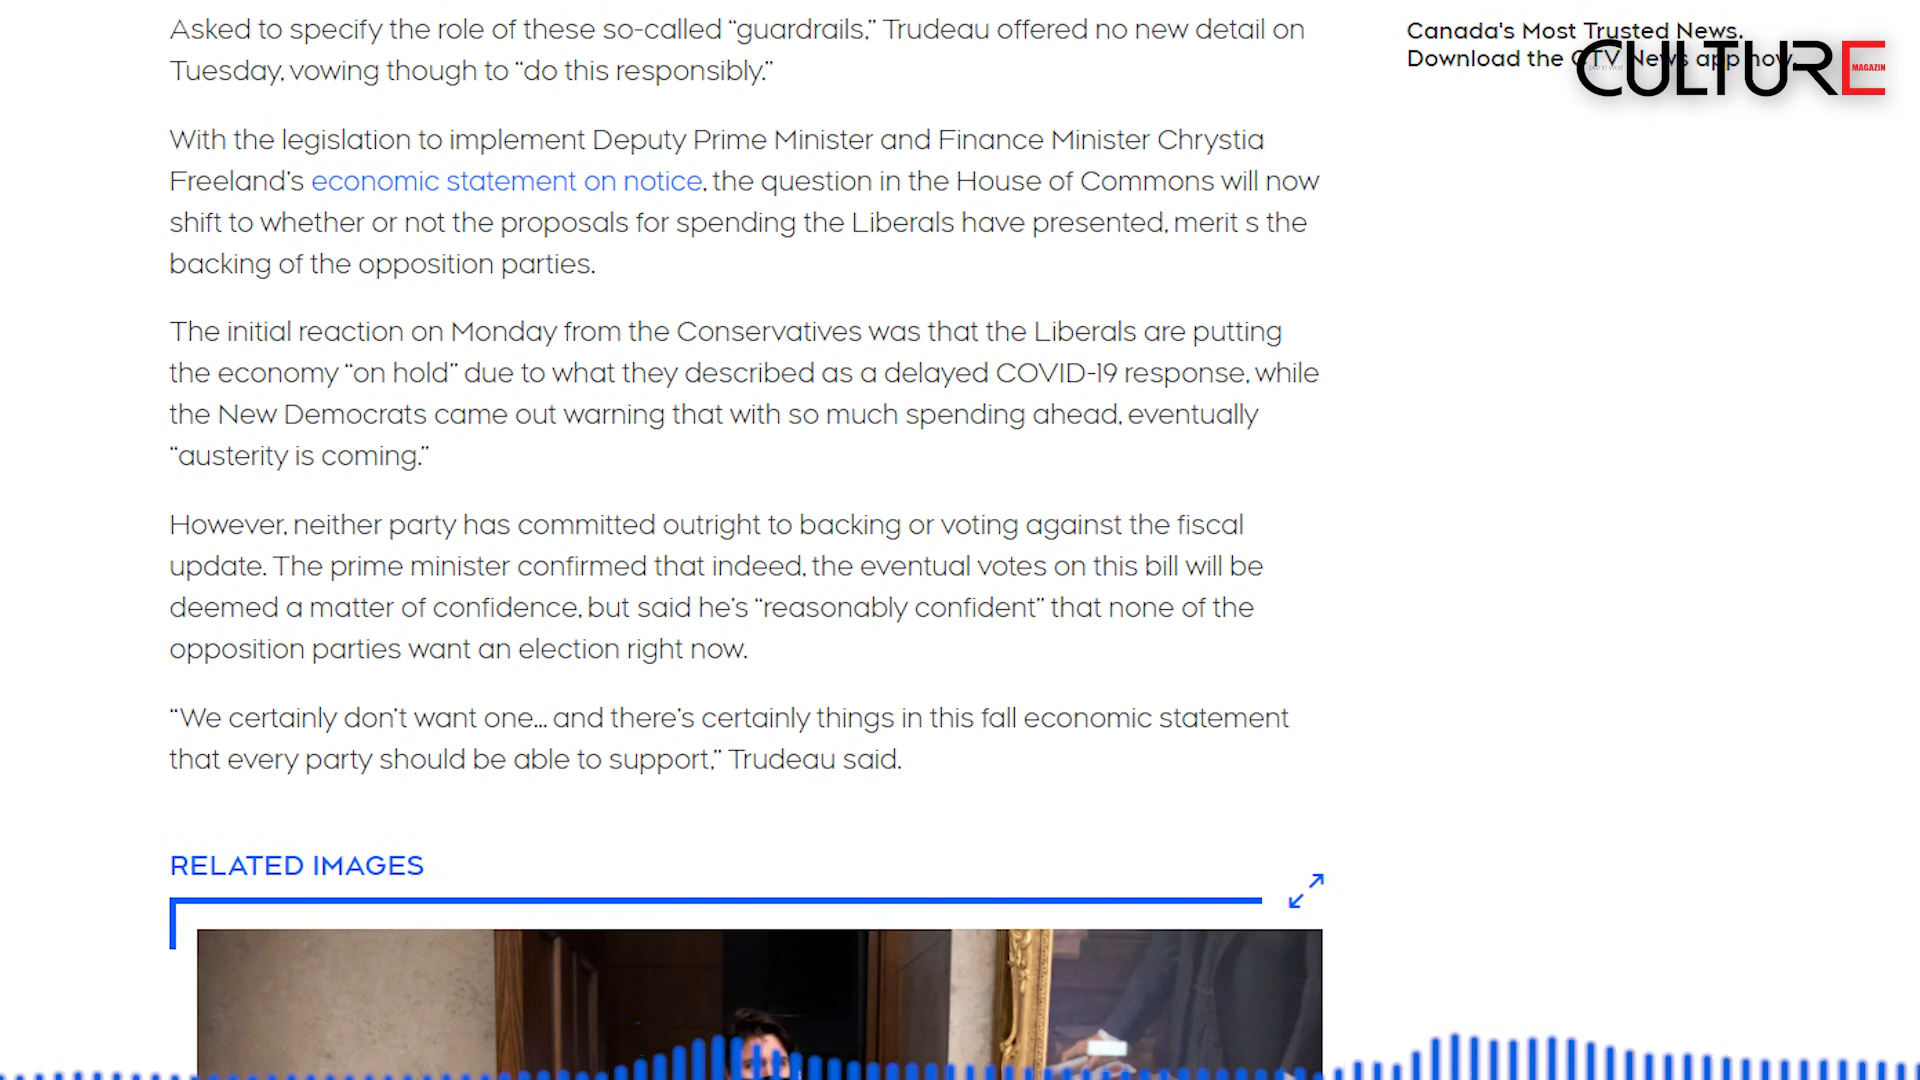 Asked to specify the role of these so-called “guardrails,” Trudeau offered no new detail on
Tuesday, vowing though to “do this responsibly.”
With the legislation to implement Deputy Prime Minister and Finance Minister Chrystia
Freeland’s economic statement on notice, the question in the House of Commons will now
shift to whether or not the proposals for spending the Liberals have presented, merit s the
backing of the opposition parties.
The initial reaction on Monday from the Conservatives was that the Liberals are putting
the economy “on hold” due to what they described as a delayed COVID-19 response, while
the New Democrats came out warning that with so much spending ahead, eventually
“austerity is coming.”
However, neither party has committed outright to backing or voting against the fiscal
update. The prime minister confirmed that indeed, the eventual votes on this bill will be
deemed a matter of confidence, but said he’s “reasonably confident” that none of the
opposition parties want an election right now.
“We certainly don’t want one... and there’s certainly things in this fall economic statement
that every party should be able to support,” Trudeau said.
RELATED IMAGES
Canada's Most Trusted News.
Download the CTV News app now
CULTURE
MAGAZIN